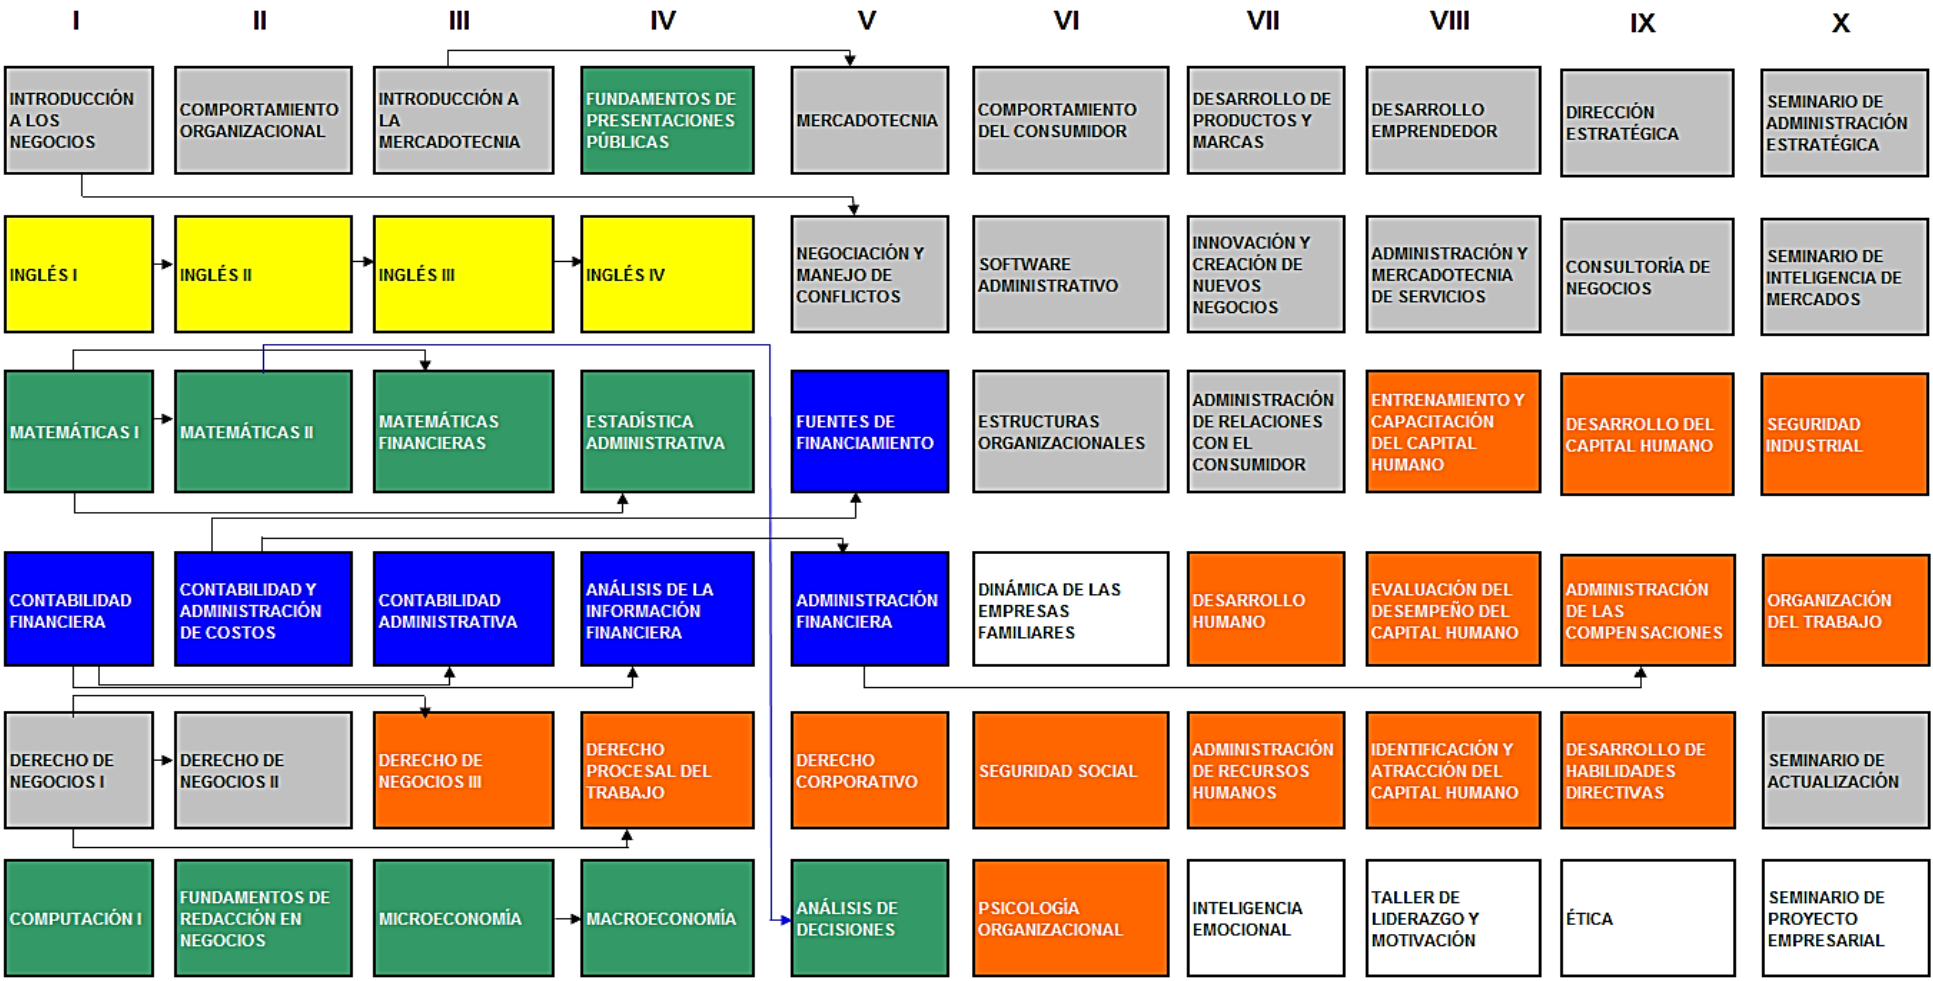 I II III IV V VI VII VIII IX X
INTRODUCCIÓN
A LOS
NEGOCIOS
COMPORTAMIENTO
ORGANIZACIONAL
INTRODUCCIÓN A
LA
MERCADOTECNIA
FUNDAMENTOS DE
PRESENTACIONES
PÚBLICAS
MERCADOTECNIA
COMPORTAMIENTO
DEL CONSUMIDOR
DESARROLLO DE
PRODUCTOS Y
MARCAS
DESARROLLO
EMPRENDEDOR
DIRECCIÓN
ESTRATÉGICA
SEMINARIO DE
ADMINISTRACIÓN
ESTRATÉGICA
INGLÉS I
INGLÉS II
INGLÉS III
INGLÉS IV
NEGOCIACIÓN Y
MANEJO DE
CONFLICTOS
SOFTWARE
ADMINISTRATIVO
INNOVACIÓN Y
CREACIÓN DE
NUEVOS
NEGOCIOS
ADMINISTRACIÓN Y
MERCADOTECNIA
DE SERVICIOS
CONSULTORÍA DE
NEGOCIOS
SEMINARIO DE
INTELIGENCIA DE
MERCADOS
MATEMÁTICAS I
MATEMÁTICAS II
MATEMÁTICAS
FINANCIERAS
ESTADÍSTICA
ADMINISTRATIVA
FUENTES DE
FINANCIAMIENTO
ESTRUCTURAS
ORGANIZACIONALES
ADMINISTRACIÓN
DE RELACIONES
CON EL
CONSUMIDOR
ENTRENAMIENTO Y
CAPACITACIÓN
DEL CAPITAL
HUMANO
DESARROLLO DEL
CAPITAL HUMANO
SEGURIDAD
INDUSTRIAL
CONTABILIDAD
FINANCIERA
CONTABILIDAD Y
ADMINISTRACIÓN
DE COSTOS
CONTABILIDAD
ADMINISTRATIVA
ANÁLISIS DE LA
INFORMACIÓN
FINANCIERA
ADMINISTRACIÓN
FINANCIERA
DINÁMICA DE LAS
EMPRESAS
FAMILIARES
DESARROLLO
HUMANO
EVALUACIÓN DEL
DESEMPEÑO DEL
CAPITAL HUMANO
ADMINISTRACIÓN
DE LAS
COMPENSACIONES
ORGANIZACIÓN
DEL TRABAJO
DERECHO DE
NEGOCIOS I
DERECHO DE
NEGOCIOS II
DERECHO DE
NEGOCIOS III
DERECHO
PROCESAL DEL
TRABAJO
DERECHO
CORPORATIVO
SEGURIDAD SOCIAL
ADMINISTRACIÓN
DE RECURSOS
HUMANOS
IDENTIFICACIÓN Y
ATRACCIÓN DEL
CAPITAL HUMANO
DESARROLLO DE
HABILIDADES
DIRECTIVAS
SEMINARIO DE
ACTUALIZACIÓN
COMPUTACIÓN I
FUNDAMENTOS DE
REDACCIÓN EN
NEGOCIOS
MICROECONOMÍA
MACROECONOMÍA
ANÁLISIS DE
DECISIONES
PSICOLOGÍA
ORGANIZACIONAL
INTELIGENCIA
EMOCIONAL
TALLER DE
LIDERAZGO Y
MOTIVACIÓN
ÉTICA
SEMINARIO DE
PROYECTO
EMPRESARIAL